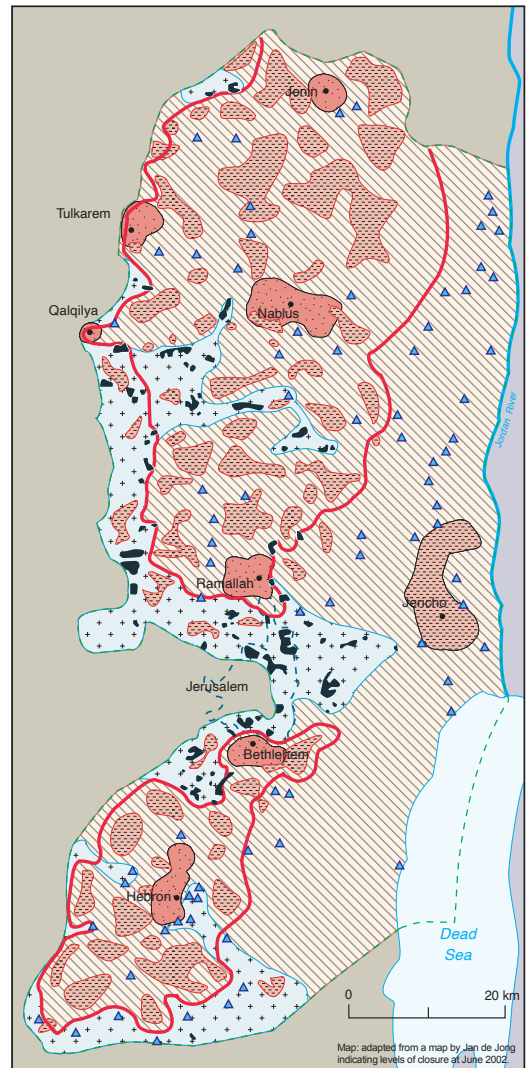 Jenin
Tulkarem
Qalqilya
Nablus
Jordan River
Ramallah
Jericho
Jerusalem
Bethlehem
Hebron
Dead
Sea
0 20 km
Map: adapted from a map by Jan de Jong
indicating levels of closure at June 2002.